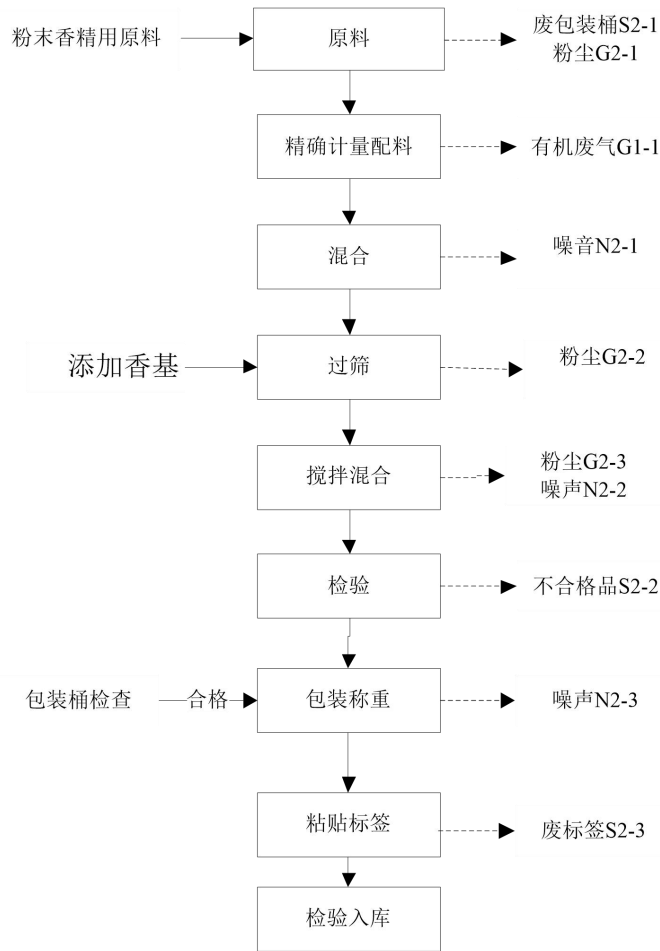 粉末香精用原料
原料
废包装桶S2-1
粉尘G2-1
精确计量配料
有机废气G1-1
混合
噪音N2-1
添加香基
过筛
粉尘G2-2
搅拌混合
粉尘G2-3
噪声N2-2
检验
不合格品S2-2
包装桶检查
合格
包装称重
噪声N2-3
粘贴标签
废标签S2-3
检验入库